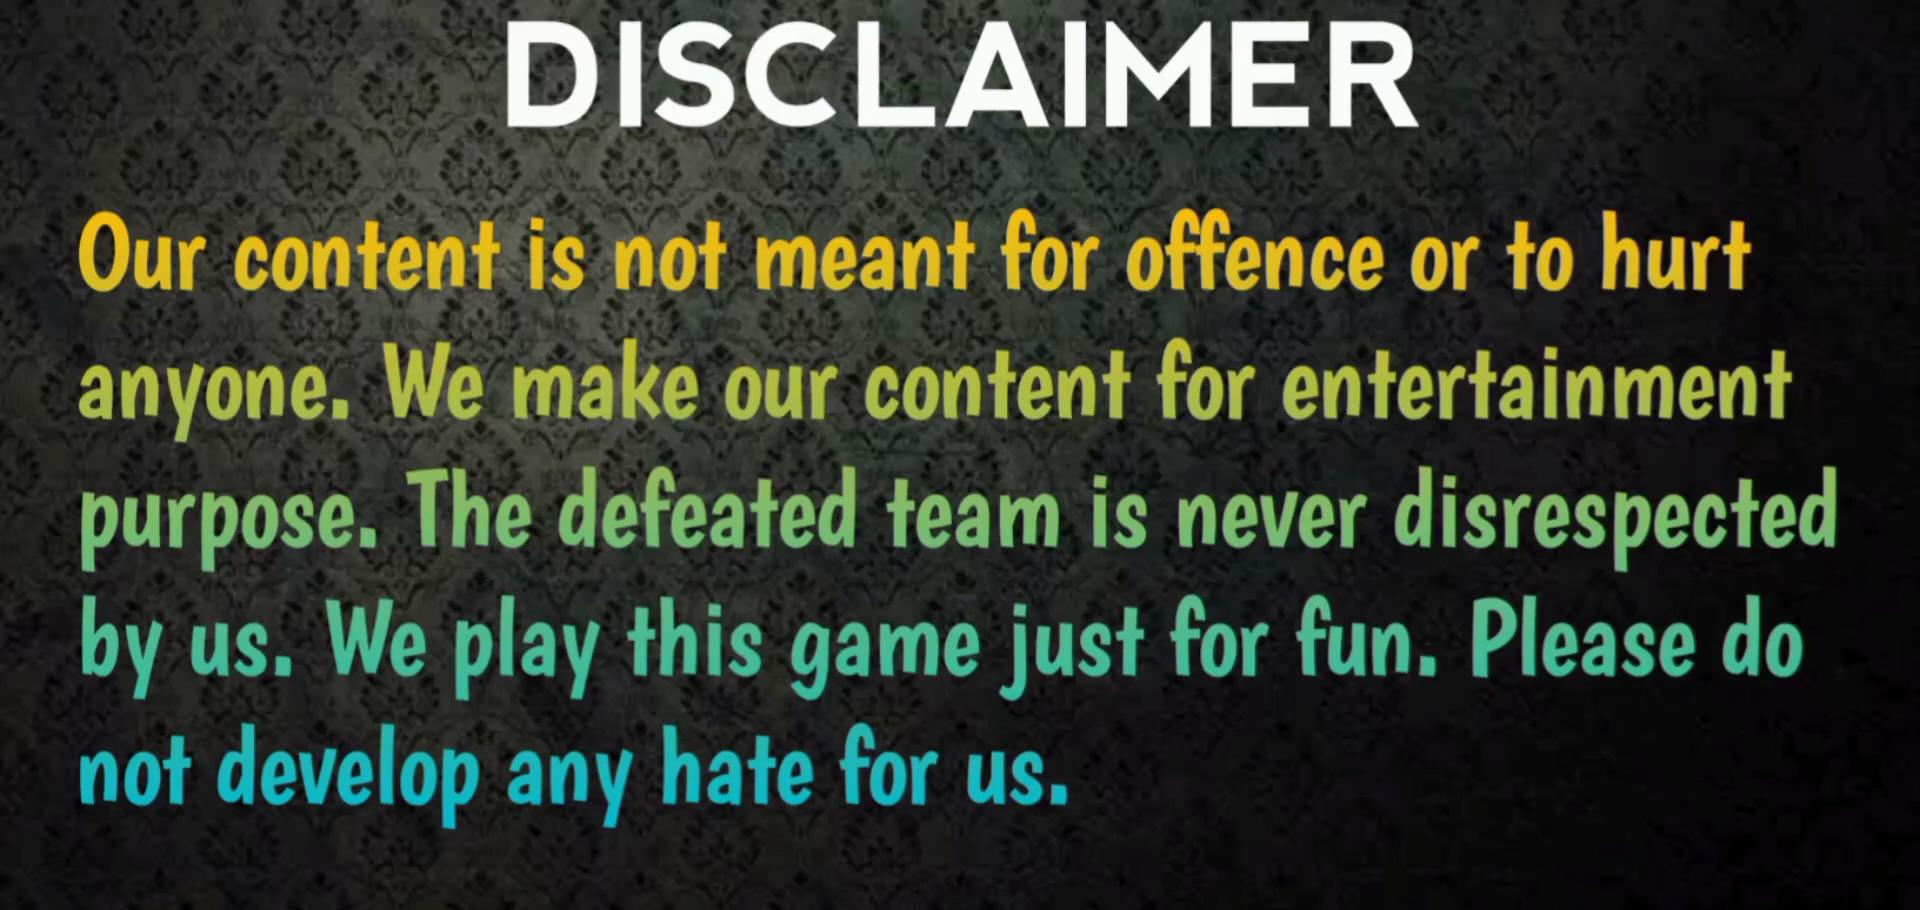 DISCLAIMER
Our content is not meant for offence or to hurt
anyone. We make our content for entertainment
purpose. The defeated team is never disrespected
by us. We play this game just for fun. Please do
not develop any hate for us.